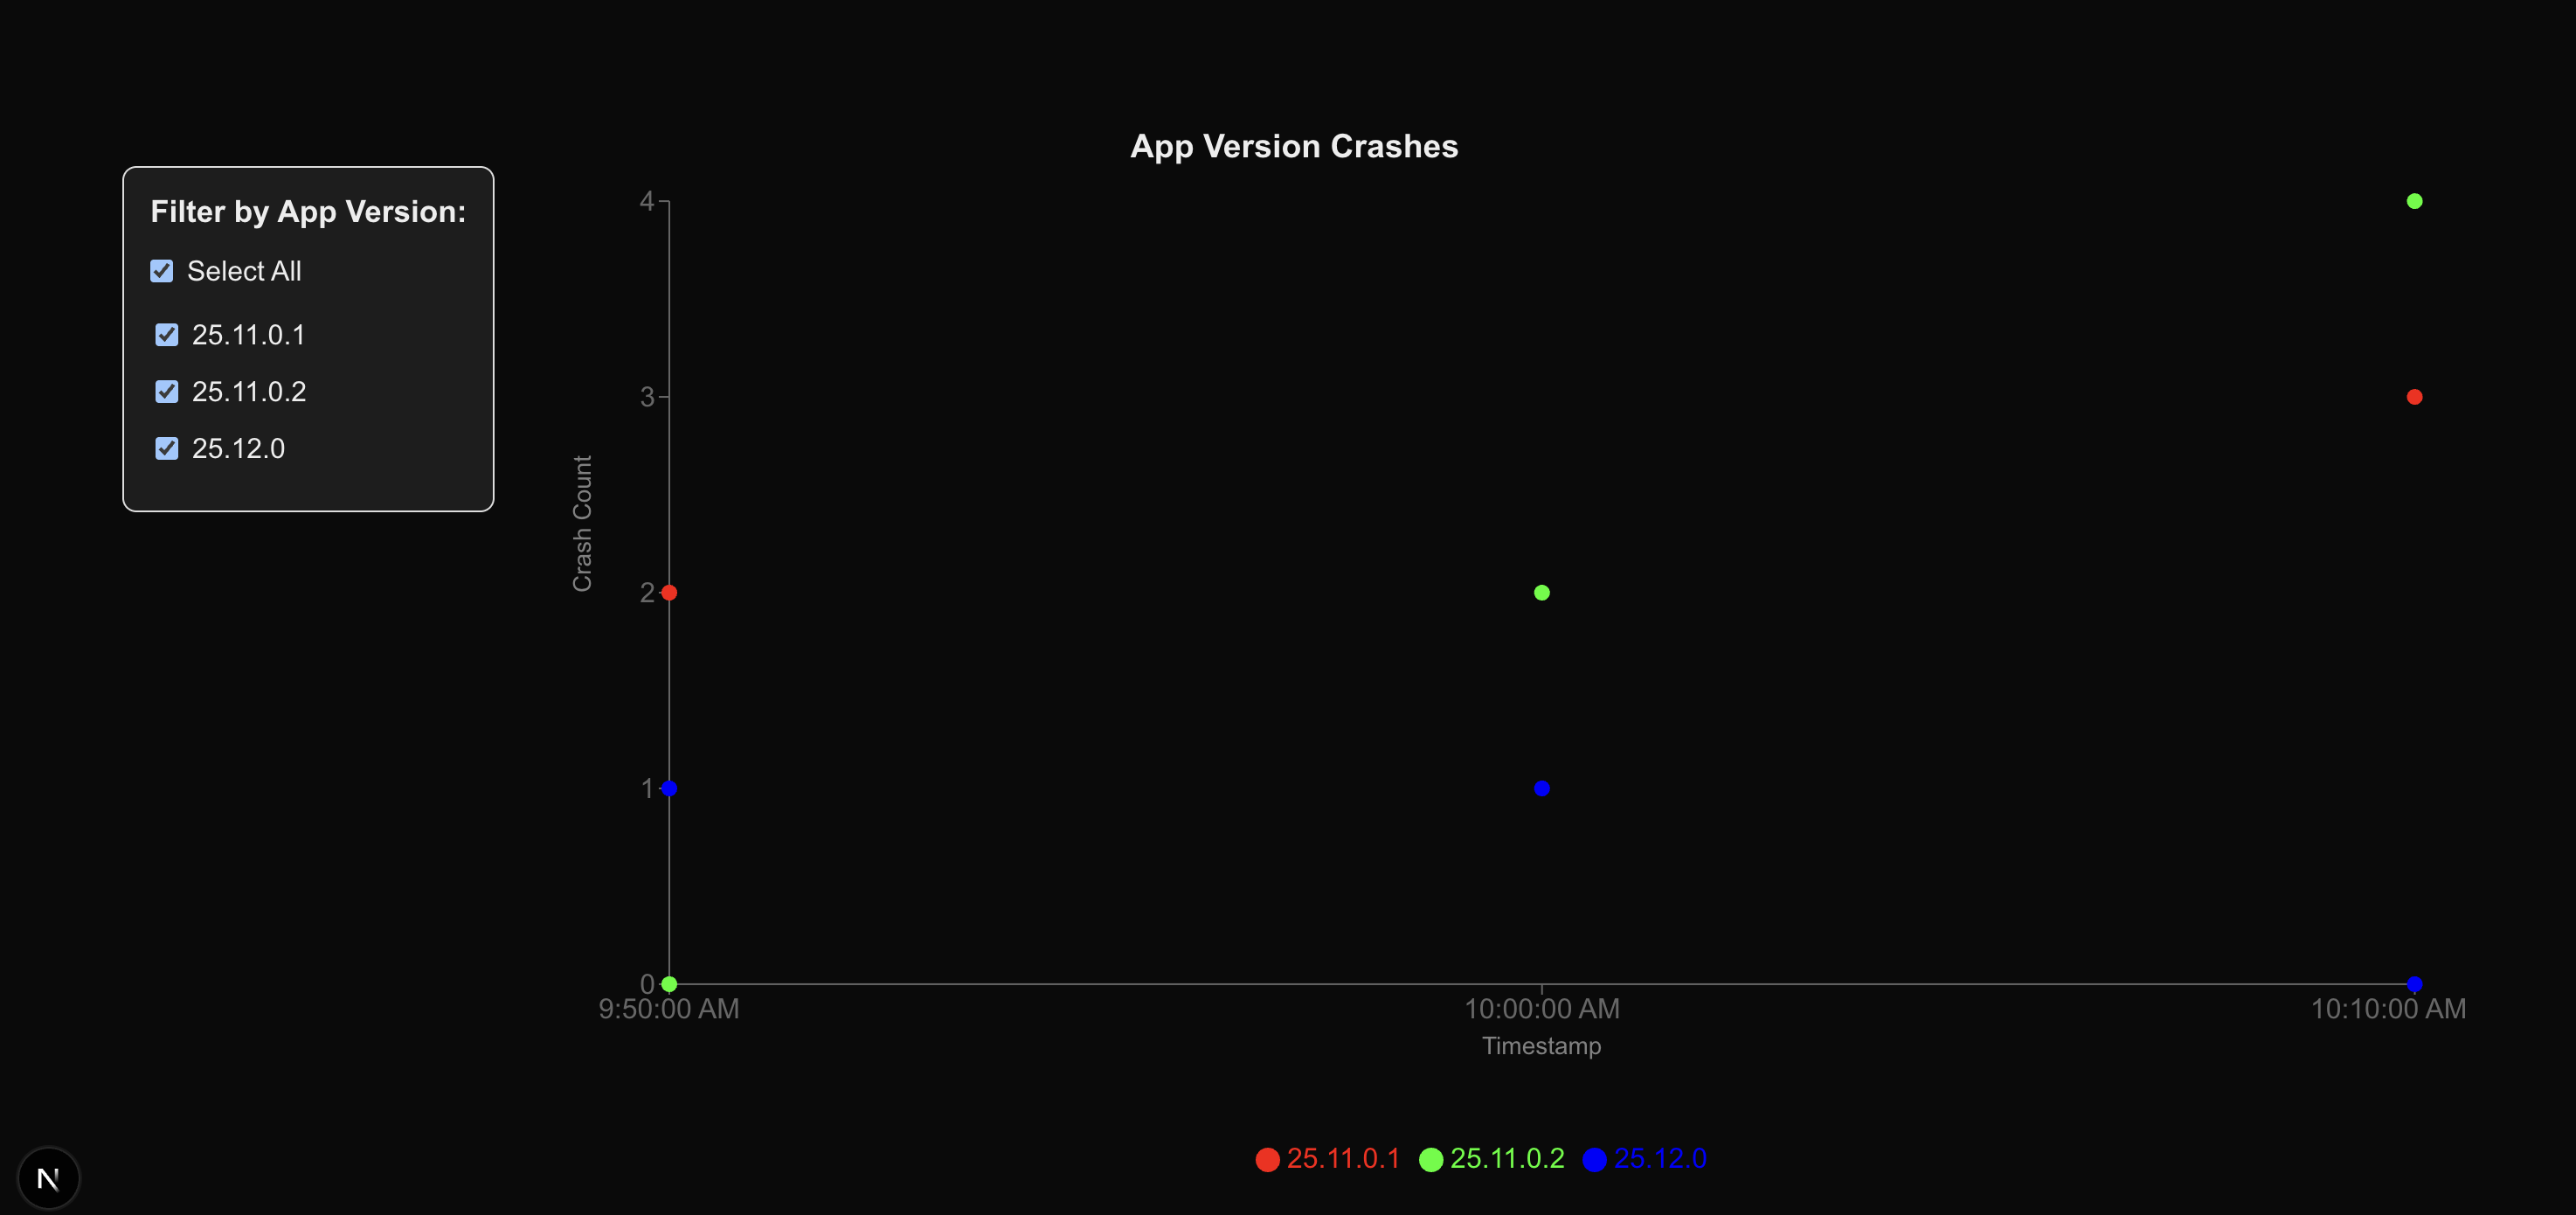 App Version Crashes
Filter by App Version:
Select All
25.11.0.1
25.11.0.2
25.12.0
Crash Count
4
3
2
1
0
9:50:00 AM 10:00:00 AM 10:10:00 AM
Timestamp
25.11.0.1 25.11.0.2 25.12.0
N